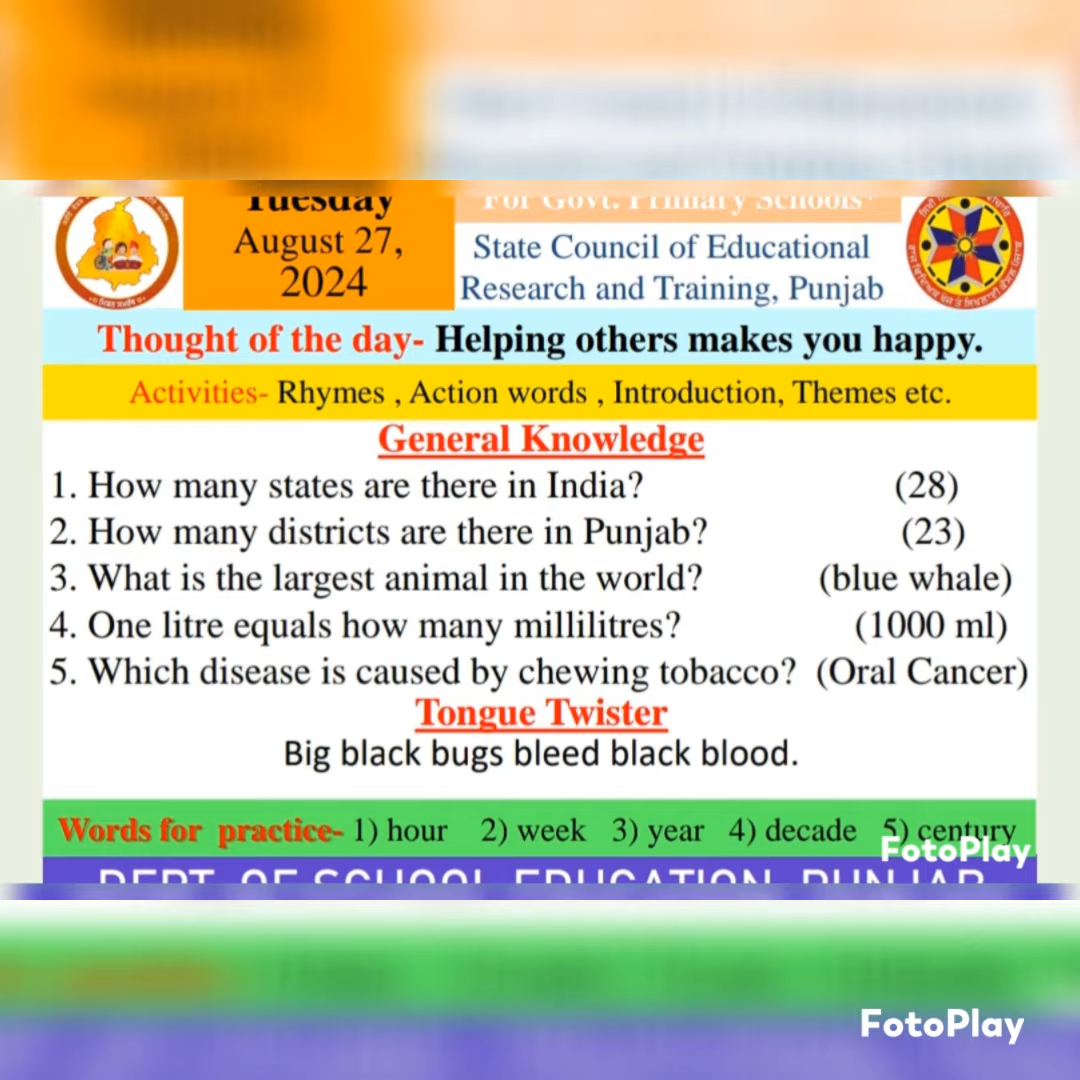 Tuesday
August 27,
2024
For Govt. Primary Schools
State Council of Educational
Research and Training, Punjab
Thought of the day- Helping others makes you happy.
Activities- Rhymes , Action words , Introduction, Themes etc.
General Knowledge
1. How many states are there in India? (28)
2. How many districts are there in Punjab? (23)
3. What is the largest animal in the world? (blue whale)
4. One litre equals how many millilitres? (1000 ml)
5. Which disease is caused by chewing tobacco? (Oral Cancer)
Tongue Twister
Big black bugs bleed black blood.
Words for practice- 1) hour 2) week 3) year 4) decade 5) century
FotoPlay
DEPT. OF SCHOOL EDUCATION, PUNJAB
FotoPlay